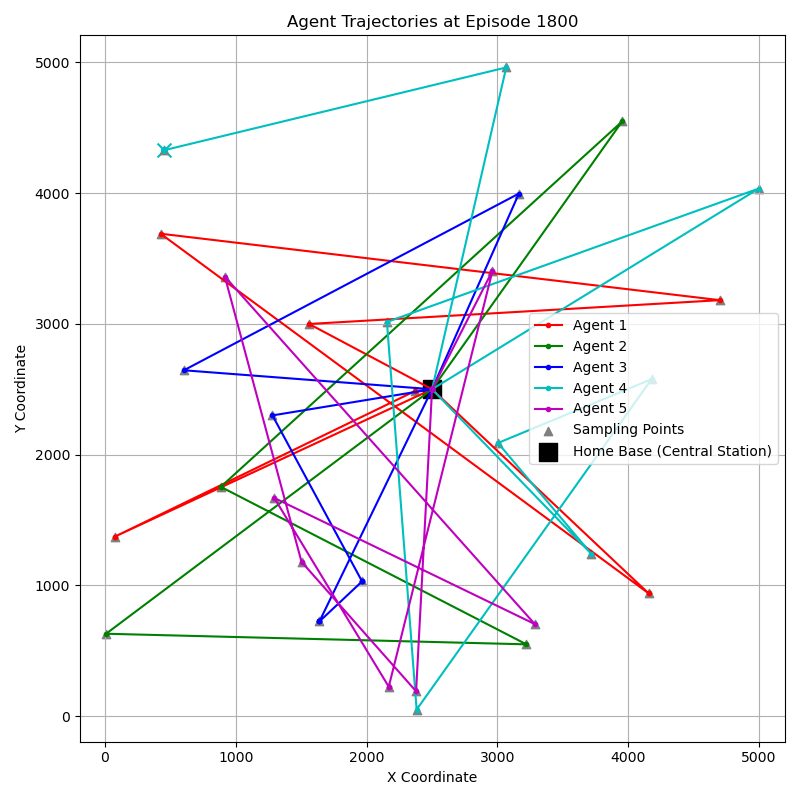 Agent Trajectories at Episode 1800
Y Coordinate
5000
4000
3000
2000
1000
0
Agent 1
Agent 2
Agent 3
Agent 4
Agent 5
Sampling Points
Home Base (Central Station)
0 1000 2000 3000 4000 5000
X Coordinate